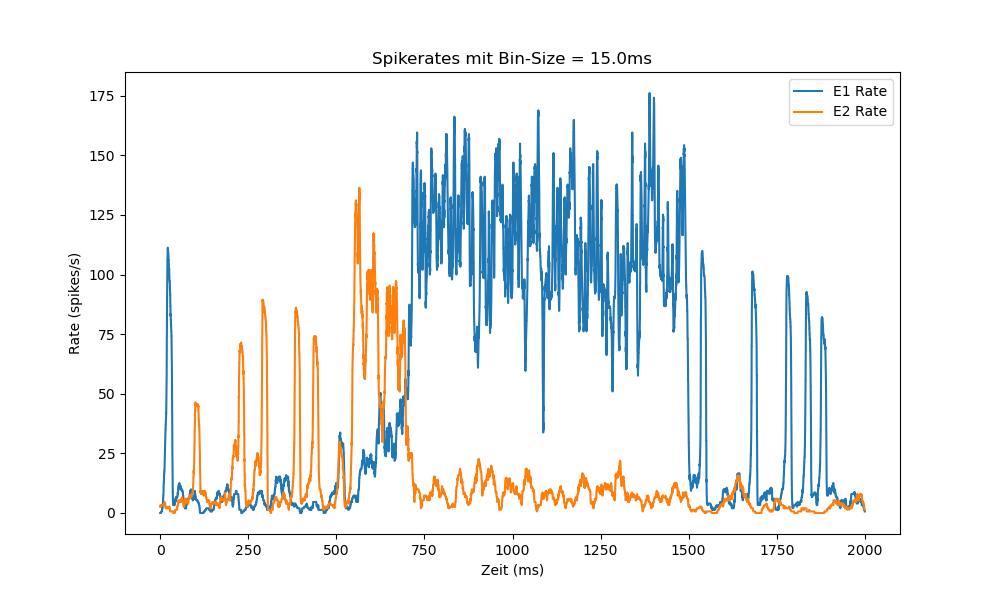 Spikerates mit Bin-Size = 15.0ms
E1 Rate
E2 Rate
175
150
125
100
75
50
25
0
Rate (spikes/s)
0 250 500 750 1000 1250 1500 1750 2000
Zeit (ms)